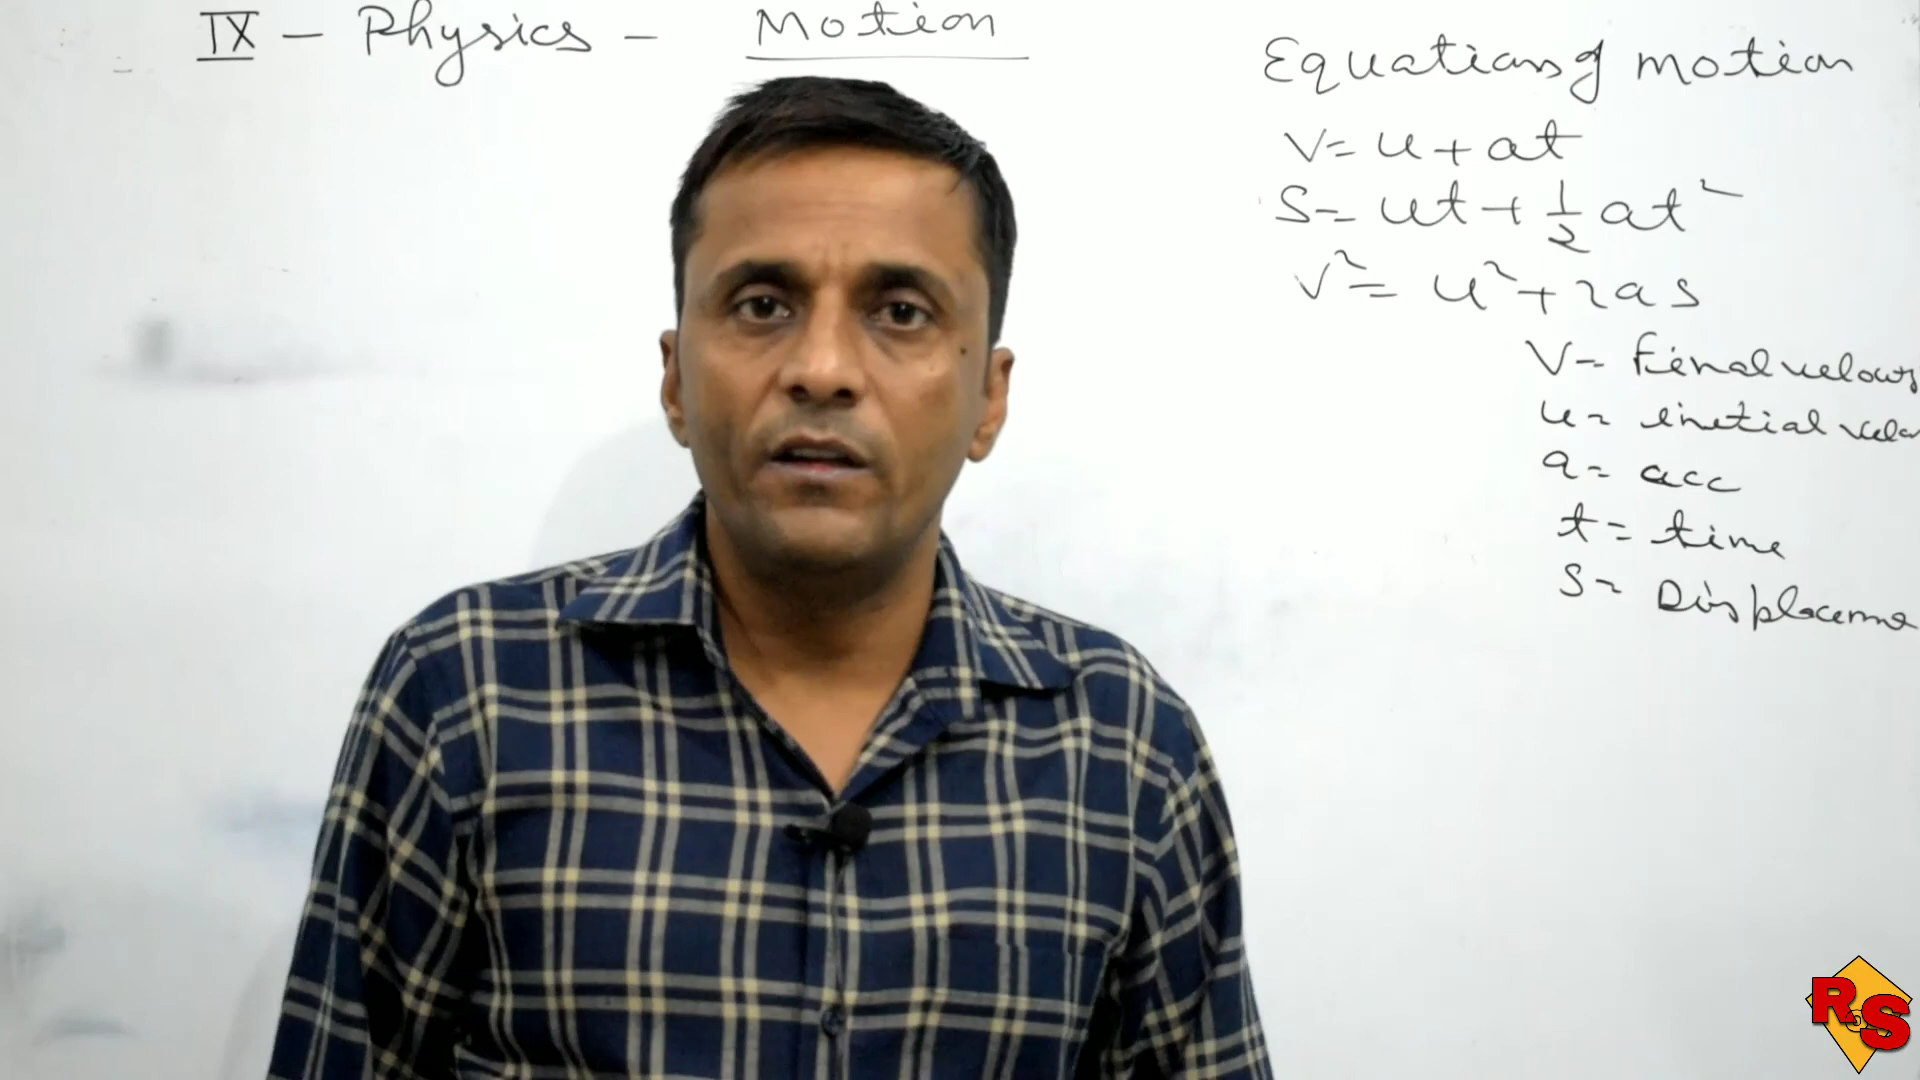 IX - Physics - Motion
Equations of motion
V = u + at
S = ut + 1/2 at²
V² = u² + 2as
V = Final velocity
u = initial velo
a = acc
t = time
S = Displaceme
R S